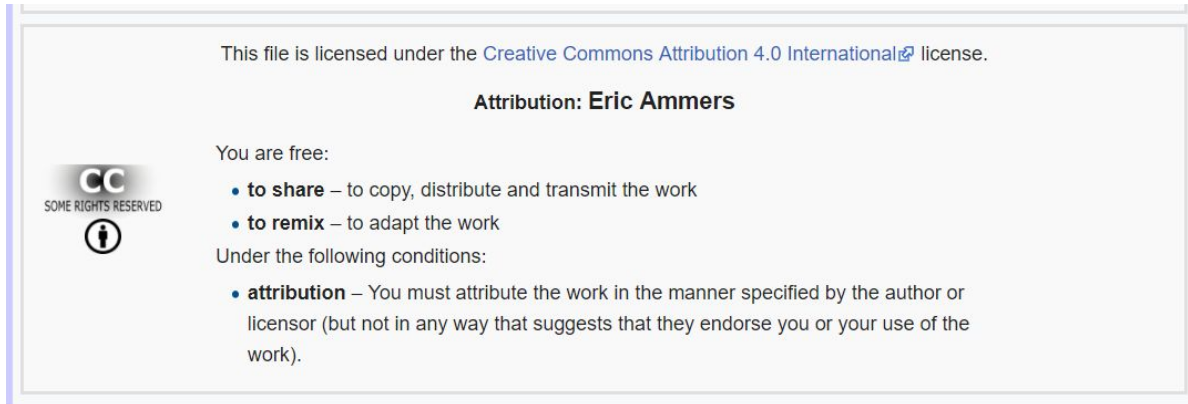 This file is licensed under the Creative Commons Attribution 4.0 International license.
Attribution: Eric Ammers
You are free:
• to share – to copy, distribute and transmit the work
• to remix – to adapt the work
Under the following conditions:
• attribution – You must attribute the work in the manner specified by the author or
licensor (but not in any way that suggests that they endorse you or your use of the
work).
CC
SOME RIGHTS RESERVED